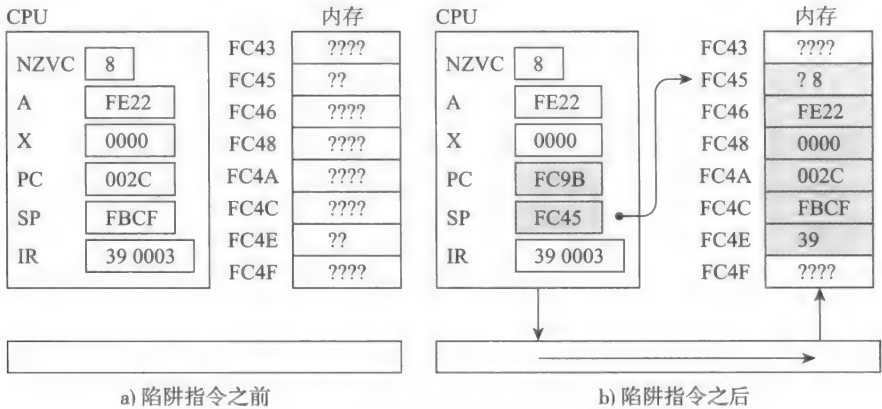 CPU
内存
NZVC 8
A FE22
X 0000
PC 002C
SP FBCF
IR 39 0003
FC43 ????
FC45 ??
FC46 ????
FC48 ????
FC4A ????
FC4C ????
FC4E ??
FC4F ????
a) 陷阱指令之前
CPU
内存
NZVC 8
A FE22
X 0000
PC FC9B
SP FC45
IR 39 0003
FC43 ????
FC45 ? 8
FC46 FE22
FC48 0000
FC4A 002C
FC4C FBCF
FC4E 39
FC4F ????
b) 陷阱指令之后